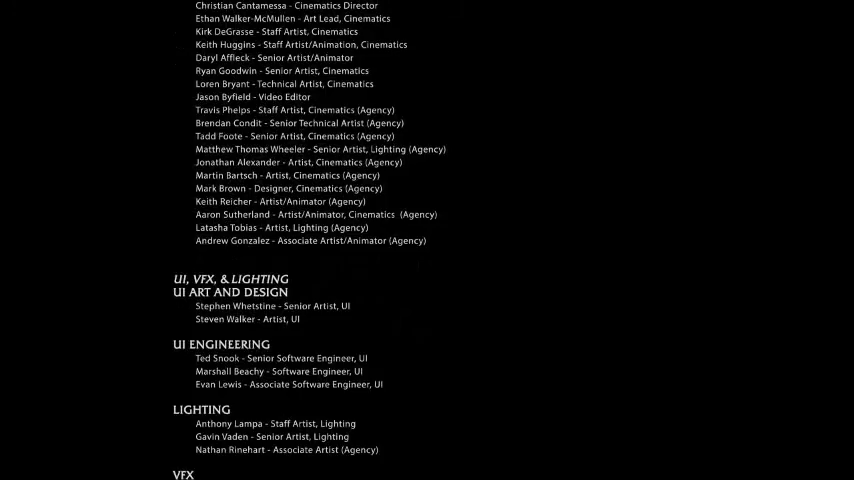 Christian Cantamessa - Cinematics Director
Ethan Walker-McMullen - Art Lead, Cinematics
Kirk DeGrasse - Staff Artist, Cinematics
Keith Huggins - Staff Artist/Animation, Cinematics
Daryl Affleck - Senior Artist/Animator
Ryan Goodwin - Senior Artist, Cinematics
Loren Bryant - Technical Artist, Cinematics
Jason Byfield - Video Editor
Travis Phelps - Staff Artist, Cinematics (Agency)
Brendan Condit - Senior Technical Artist (Agency)
Tadd Foote - Senior Artist, Cinematics (Agency)
Matthew Thomas Wheeler - Senior Artist, Lighting (Agency)
Jonathan Alexander - Artist, Cinematics (Agency)
Martin Bartsch - Artist, Cinematics (Agency)
Mark Brown - Designer, Cinematics (Agency)
Keith Reicher - Artist/Animator (Agency)
Aaron Sutherland - Artist/Animator, Cinematics (Agency)
Latasha Tobias - Artist, Lighting (Agency)
Andrew Gonzalez - Associate Artist/Animator (Agency)
UI, VFX, & LIGHTING
UI ART AND DESIGN
Stephen Whetstine - Senior Artist, UI
Steven Walker - Artist, UI
UI ENGINEERING
Ted Snook - Senior Software Engineer, UI
Marshall Beachy - Software Engineer, UI
Evan Lewis - Associate Software Engineer, UI
LIGHTING
Anthony Lampa - Staff Artist, Lighting
Gavin Vaden - Senior Artist, Lighting
Nathan Rinehart - Associate Artist (Agency)
VFX